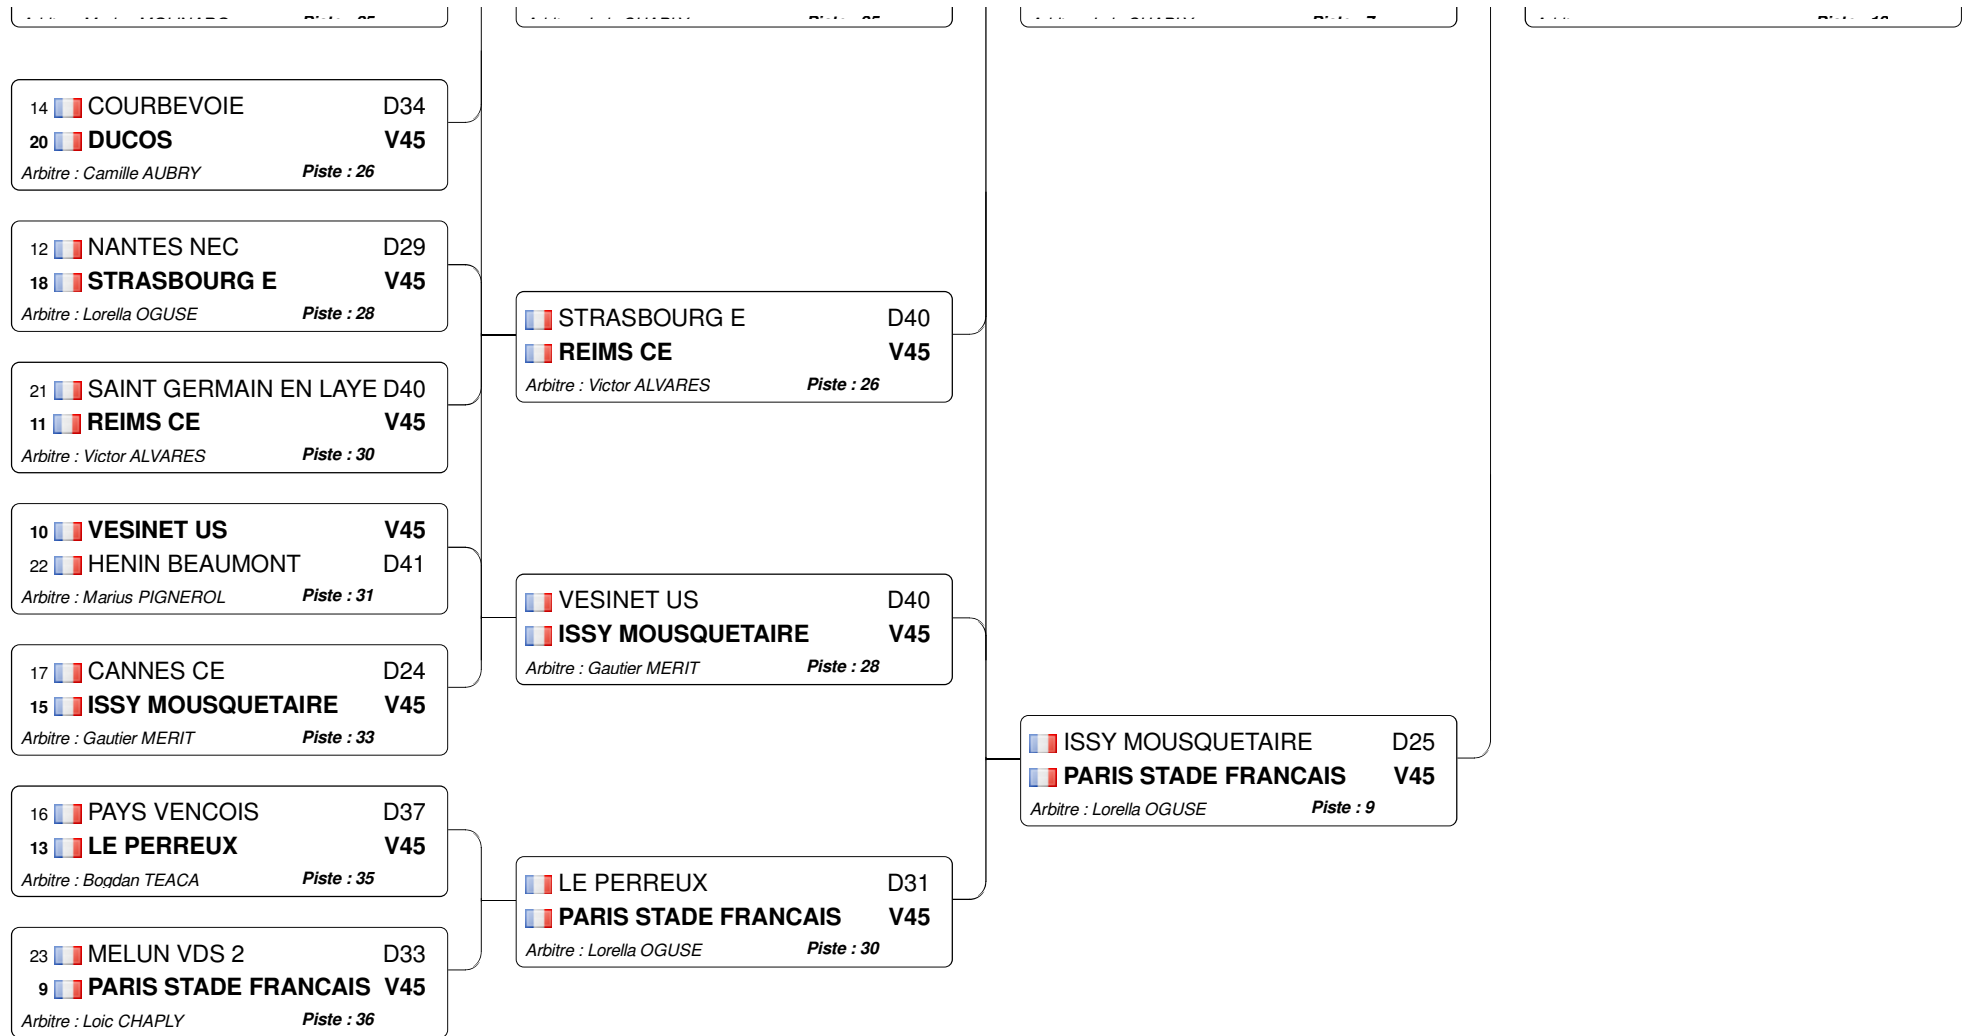 14 COURBEVOIE D34
20 DUCOS V45
Arbitre : Camille AUBRY Piste : 26
12 NANTES NEC D29
18 STRASBOURG E V45
Arbitre : Lorella OGUSE Piste : 28
21 SAINT GERMAIN EN LAYE D40
11 REIMS CE V45
Arbitre : Victor ALVARES Piste : 30
10 VESINET US V45
22 HENIN BEAUMONT D41
Arbitre : Marius PIGNEROL Piste : 31
17 CANNES CE D24
15 ISSY MOUSQUETAIRE V45
Arbitre : Gautier MERIT Piste : 33
16 PAYS VENCOIS D37
13 LE PERREUX V45
Arbitre : Bogdan TEACA Piste : 35
23 MELUN VDS 2 D33
9 PARIS STADE FRANCAIS V45
Arbitre : Loic CHAPLY Piste : 36
STRASBOURG E D40
REIMS CE V45
Arbitre : Victor ALVARES Piste : 26
VESINET US D40
ISSY MOUSQUETAIRE V45
Arbitre : Gautier MERIT Piste : 28
LE PERREUX D31
PARIS STADE FRANCAIS V45
Arbitre : Lorella OGUSE Piste : 30
ISSY MOUSQUETAIRE D25
PARIS STADE FRANCAIS V45
Arbitre : Lorella OGUSE Piste : 9